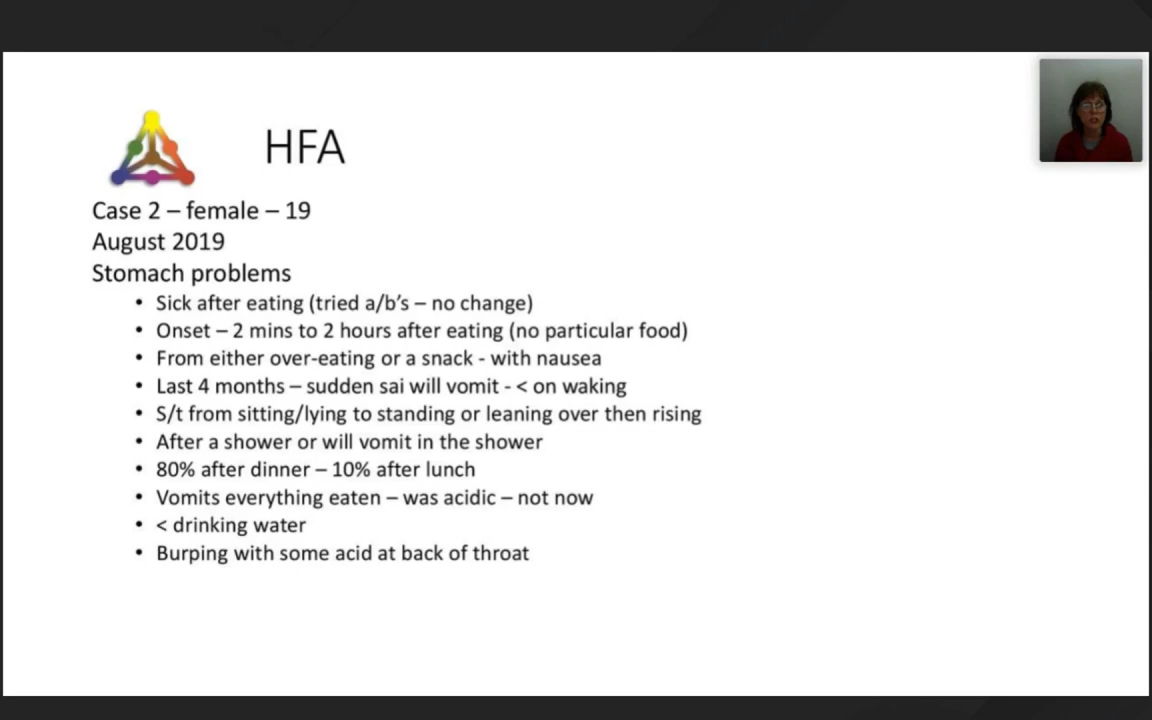 HFA
Case 2 – female – 19
August 2019
Stomach problems
• Sick after eating (tried a/b's – no change)
• Onset – 2 mins to 2 hours after eating (no particular food)
• From either over-eating or a snack - with nausea
• Last 4 months – sudden sai will vomit - < on waking
• S/t from sitting/lying to standing or leaning over then rising
• After a shower or will vomit in the shower
• 80% after dinner – 10% after lunch
• Vomits everything eaten – was acidic – not now
• < drinking water
• Burping with some acid at back of throat